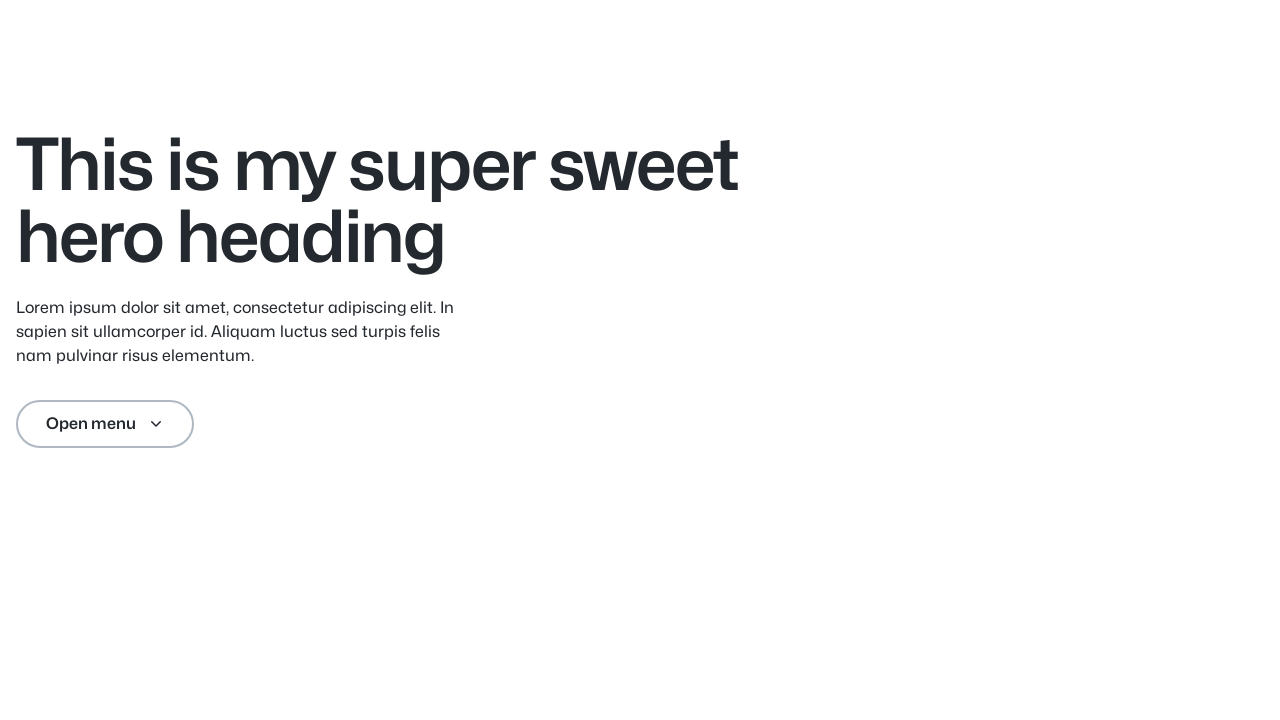 This is my super sweet
hero heading
Lorem ipsum dolor sit amet, consectetur adipiscing elit. In
sapien sit ullamcorper id. Aliquam luctus sed turpis felis
nam pulvinar risus elementum.
Open menu